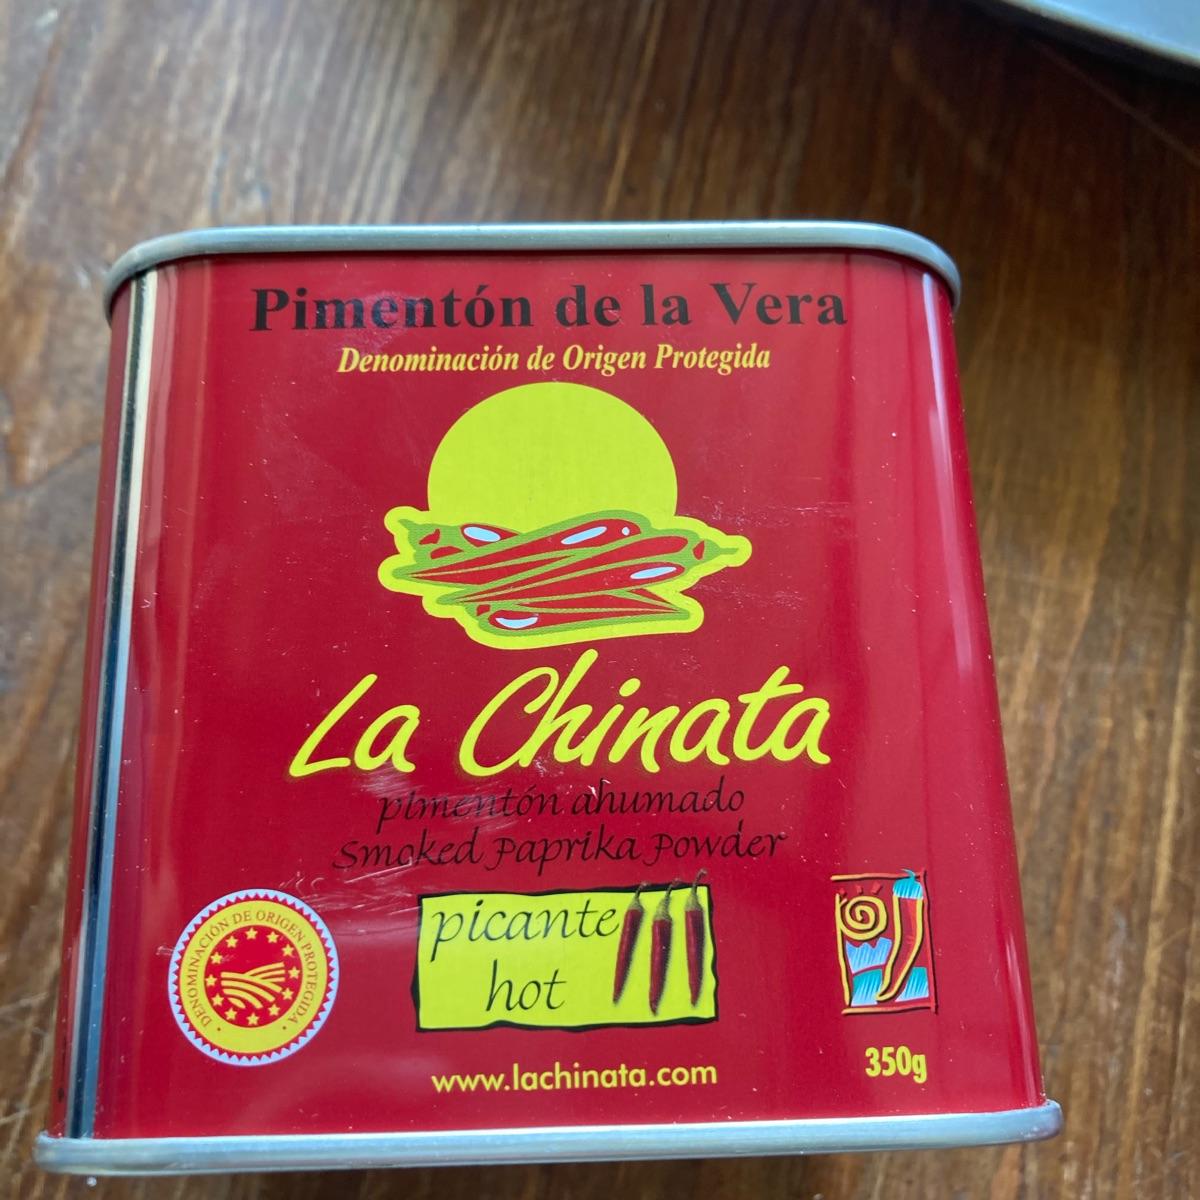 Pimentón de la Vera
Denominación de Origen Protegida
La Chinata
pimentón ahumado
Smoked Paprika Powder
DENOMINACIÓN DE ORIGEN PROTEGIDA
picante
hot
www.lachinata.com
350g